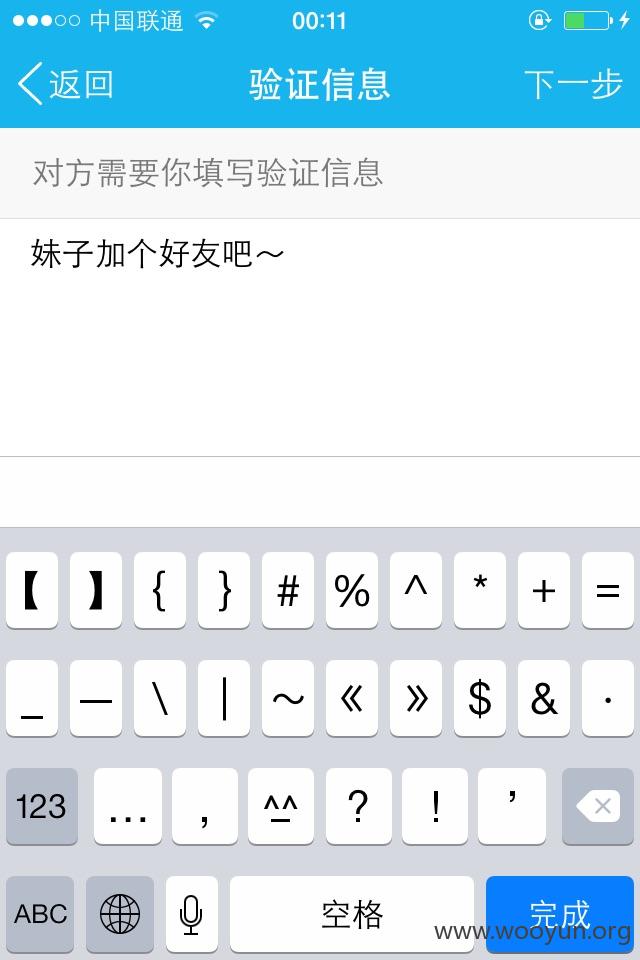 中国联通 00:11
返回 验证信息 下一步
对方需要你填写验证信息
妹子加个好友吧～
【 】 { } # % ^ * + =
_ — \ | ～ 《 》 $ & ·
123 … , ^_^ ? ! ’
ABC 空格 完成
www.wooyun.org